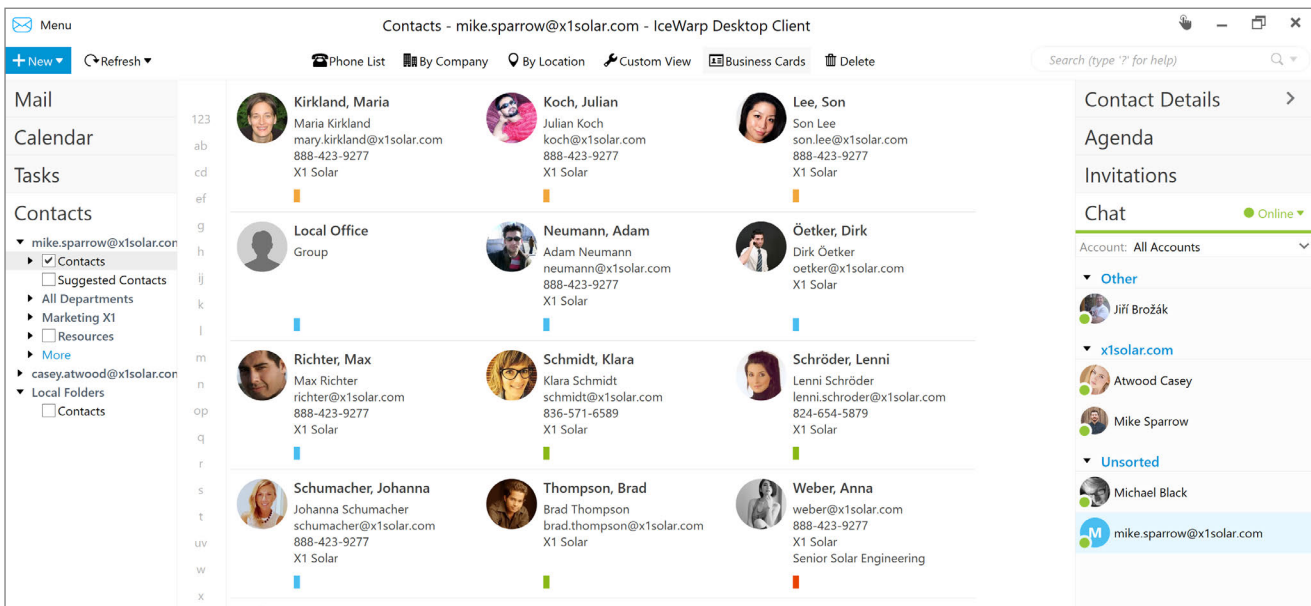 Menu
Contacts - mike.sparrow@x1solar.com - IceWarp Desktop Client
New
Refresh
Phone List
By Company
By Location
Custom View
Business Cards
Delete
Search (type '?' for help)
Mail
Calendar
Tasks
Contacts
mike.sparrow@x1solar.con
Contacts
Suggested Contacts
All Departments
Marketing X1
Resources
More
casey.atwood@x1solar.con
Local Folders
Contacts
123
ab
cd
ef
g
h
ij
k
l
m
n
op
q
r
s
t
uv
w
x
Kirkland, Maria
Maria Kirkland
mary.kirkland@x1solar.com
888-423-9277
X1 Solar
Koch, Julian
Julian Koch
koch@x1solar.com
888-423-9277
X1 Solar
Lee, Son
Son Lee
son.lee@x1solar.com
888-423-9277
X1 Solar
Local Office
Group
Neumann, Adam
Adam Neumann
neumann@x1solar.com
888-423-9277
X1 Solar
Öetker, Dirk
Dirk Öetker
oetker@x1solar.com
X1 Solar
Richter, Max
Max Richter
richter@x1solar.com
888-423-9277
X1 Solar
Schmidt, Klara
Klara Schmidt
schmidt@x1solar.com
836-571-6589
X1 Solar
Schröder, Lenni
Lenni Schröder
lenni.schroder@x1solar.com
824-654-5879
X1 Solar
Schumacher, Johanna
Johanna Schumacher
schumacher@x1solar.com
888-423-9277
X1 Solar
Thompson, Brad
Brad Thompson
brad.thompson@x1solar.com
X1 Solar
Weber, Anna
weber@x1solar.com
888-423-9277
X1 Solar
Senior Solar Engineering
Contact Details
Agenda
Invitations
Chat
Online
Account: All Accounts
Other
Jiří Brožák
x1solar.com
Atwood Casey
Mike Sparrow
Unsorted
Michael Black
M
mike.sparrow@x1solar.com